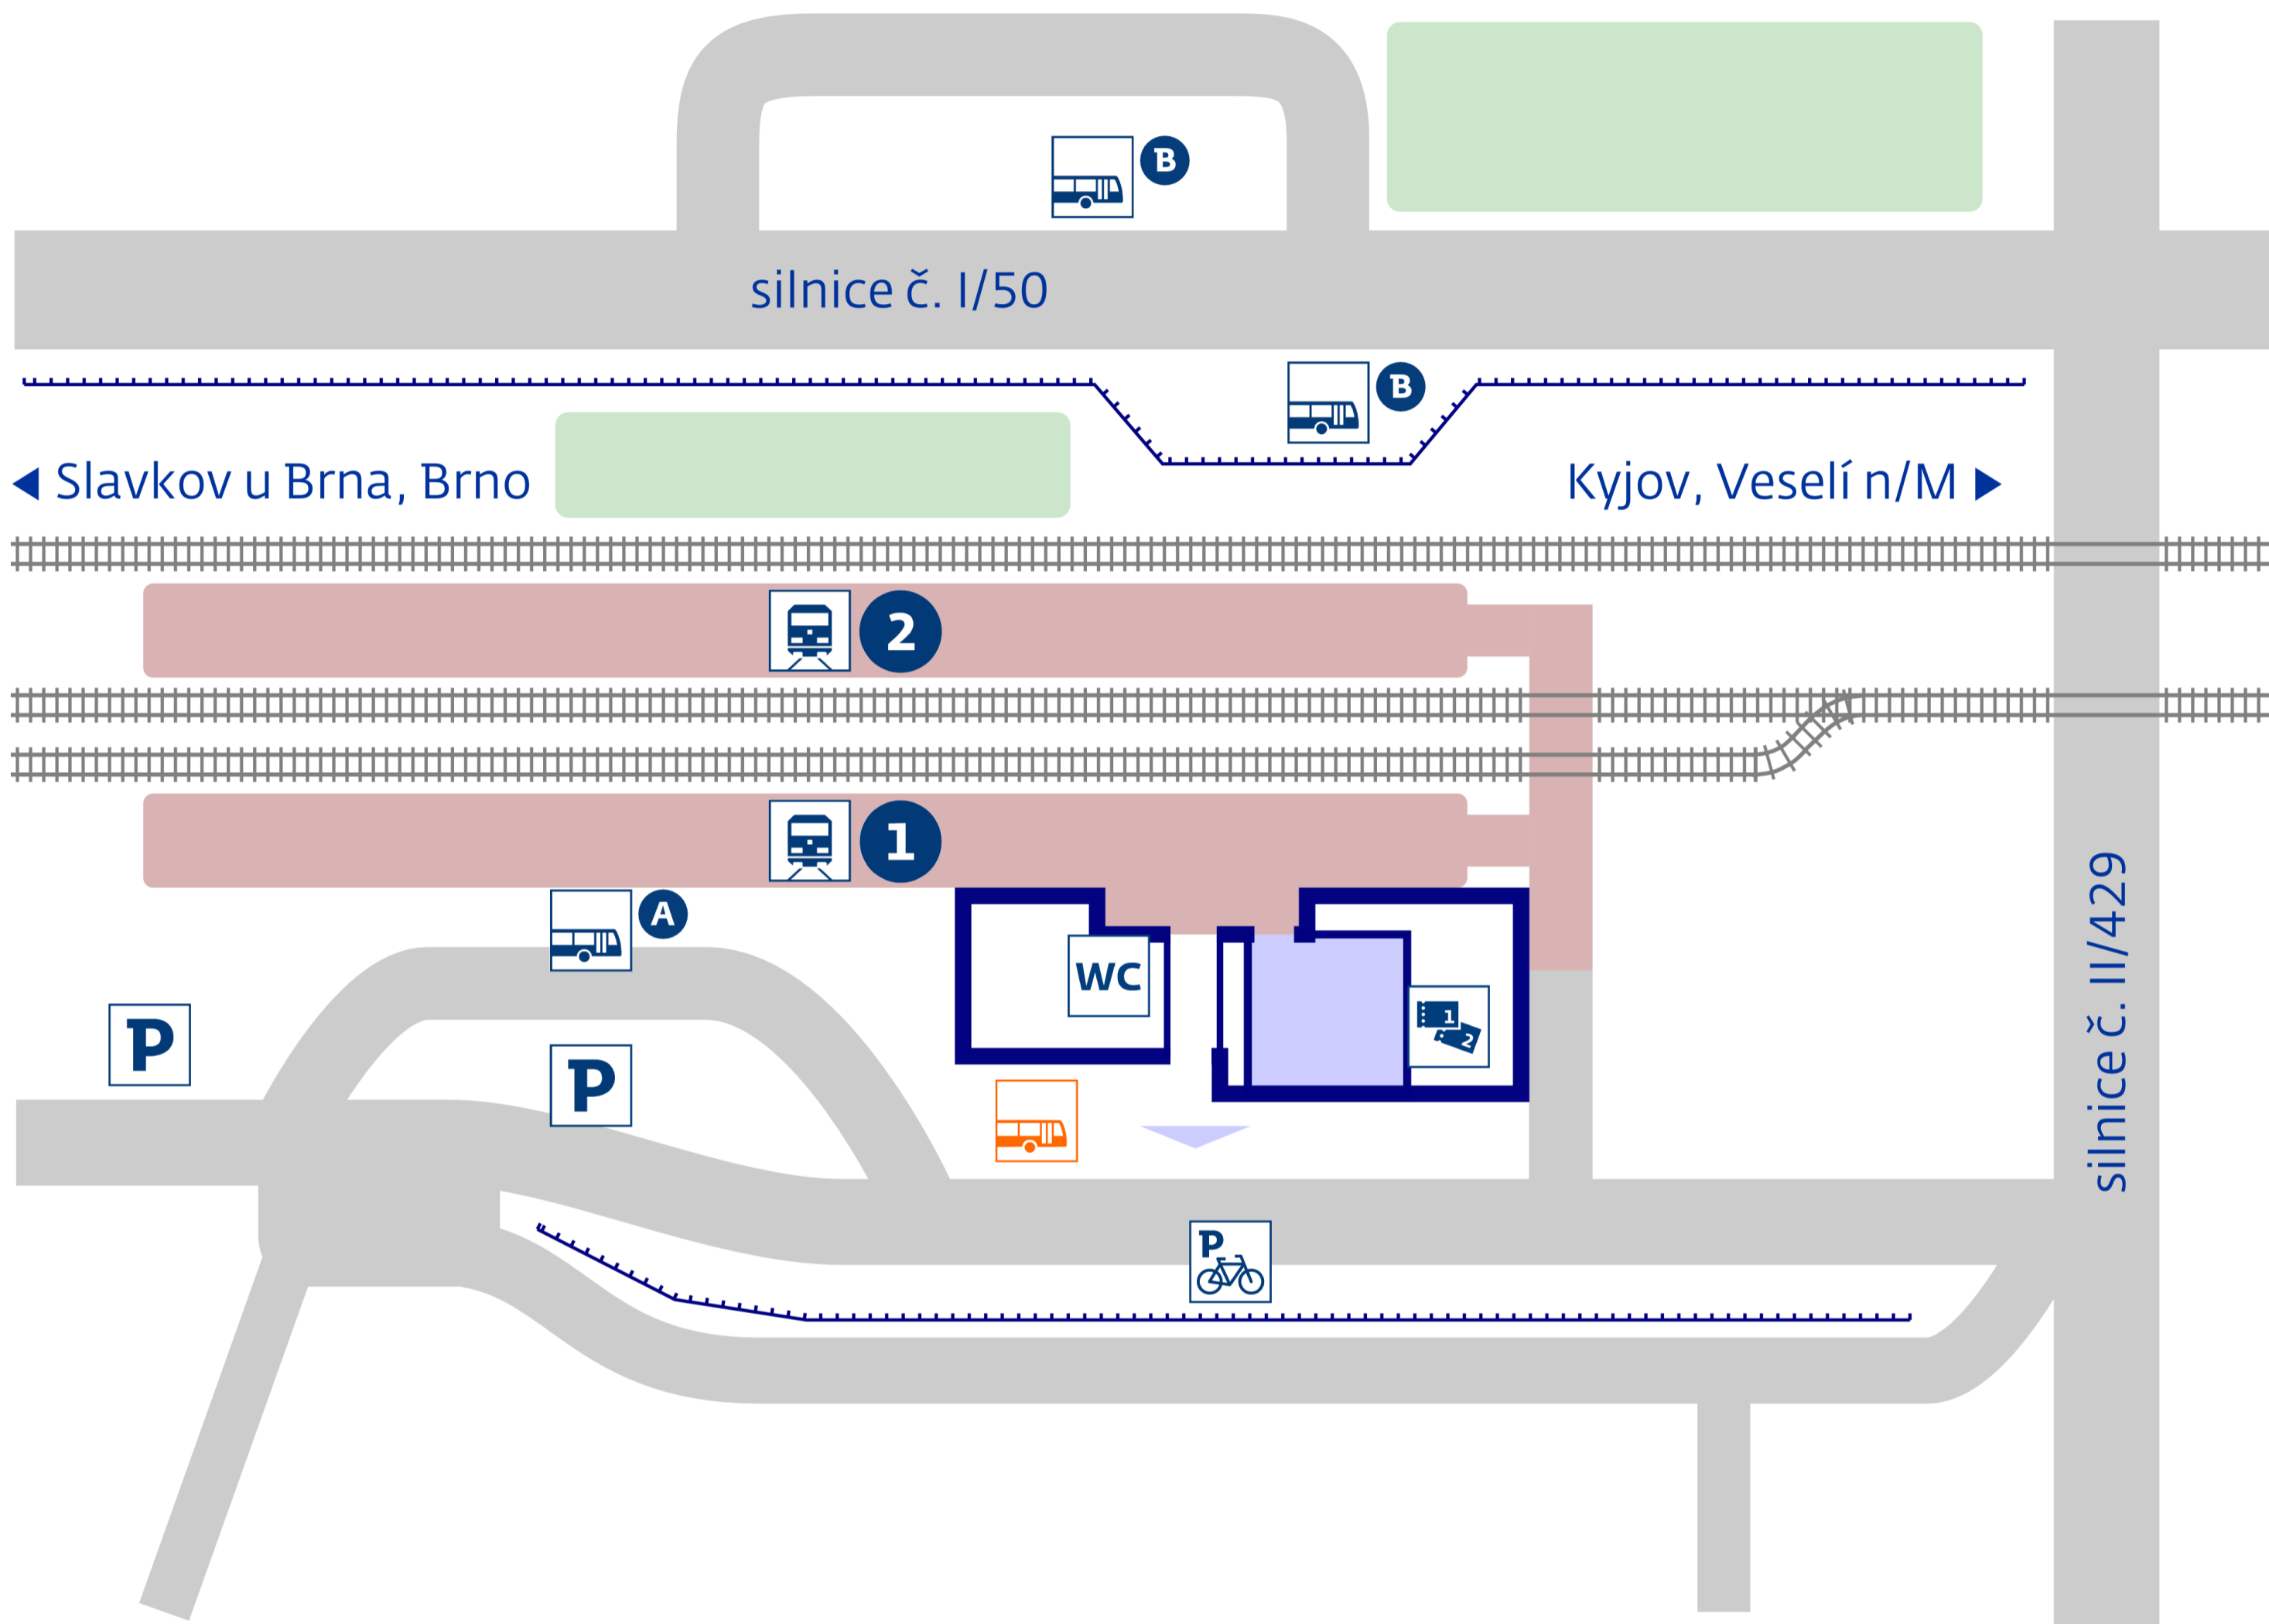 B
silnice č. I/50
B
Slavkov u Brna, Brno
Kyjov, Veselí n/M
2
1
A
WC
1
2
P
P
silnice č. II/429
P